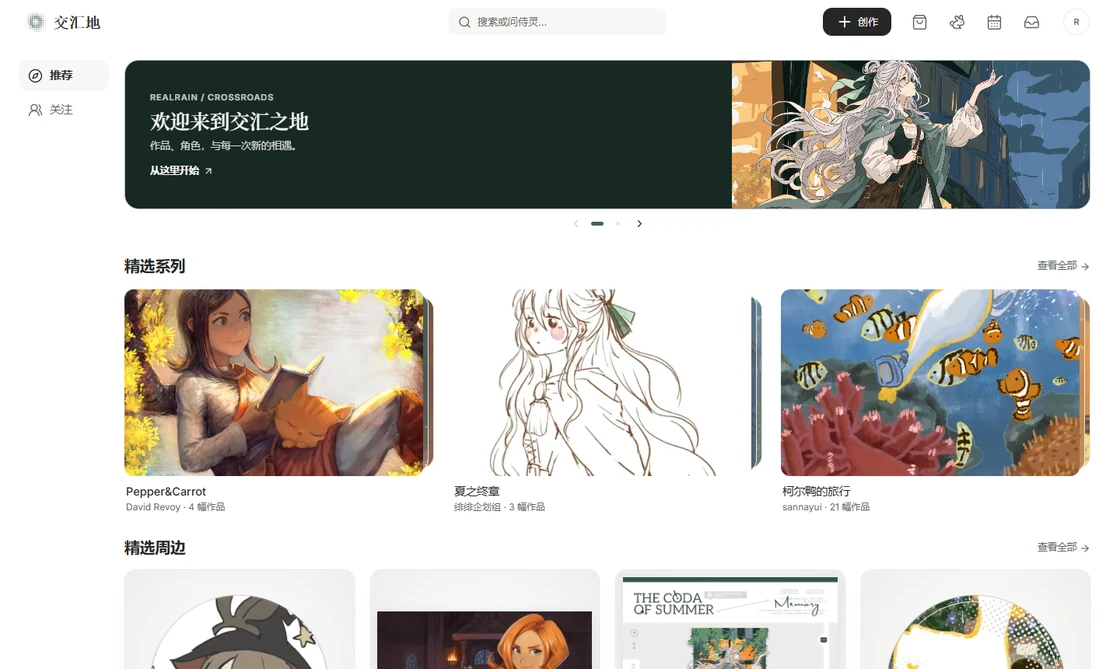 交汇地
搜索或问侍灵...
创作
R
推荐
关注
REALRAIN / CROSSROADS
欢迎来到交汇之地
作品、角色，与每一次新的相遇。
从这里开始
精选系列
查看全部
Pepper&Carrot
David Revoy · 4 幅作品
夏之终章
绯绯企划组 · 3 幅作品
柯尔鸭的旅行
sannayui · 21 幅作品
精选周边
查看全部
THE CODA
OF SUMMER
Memory